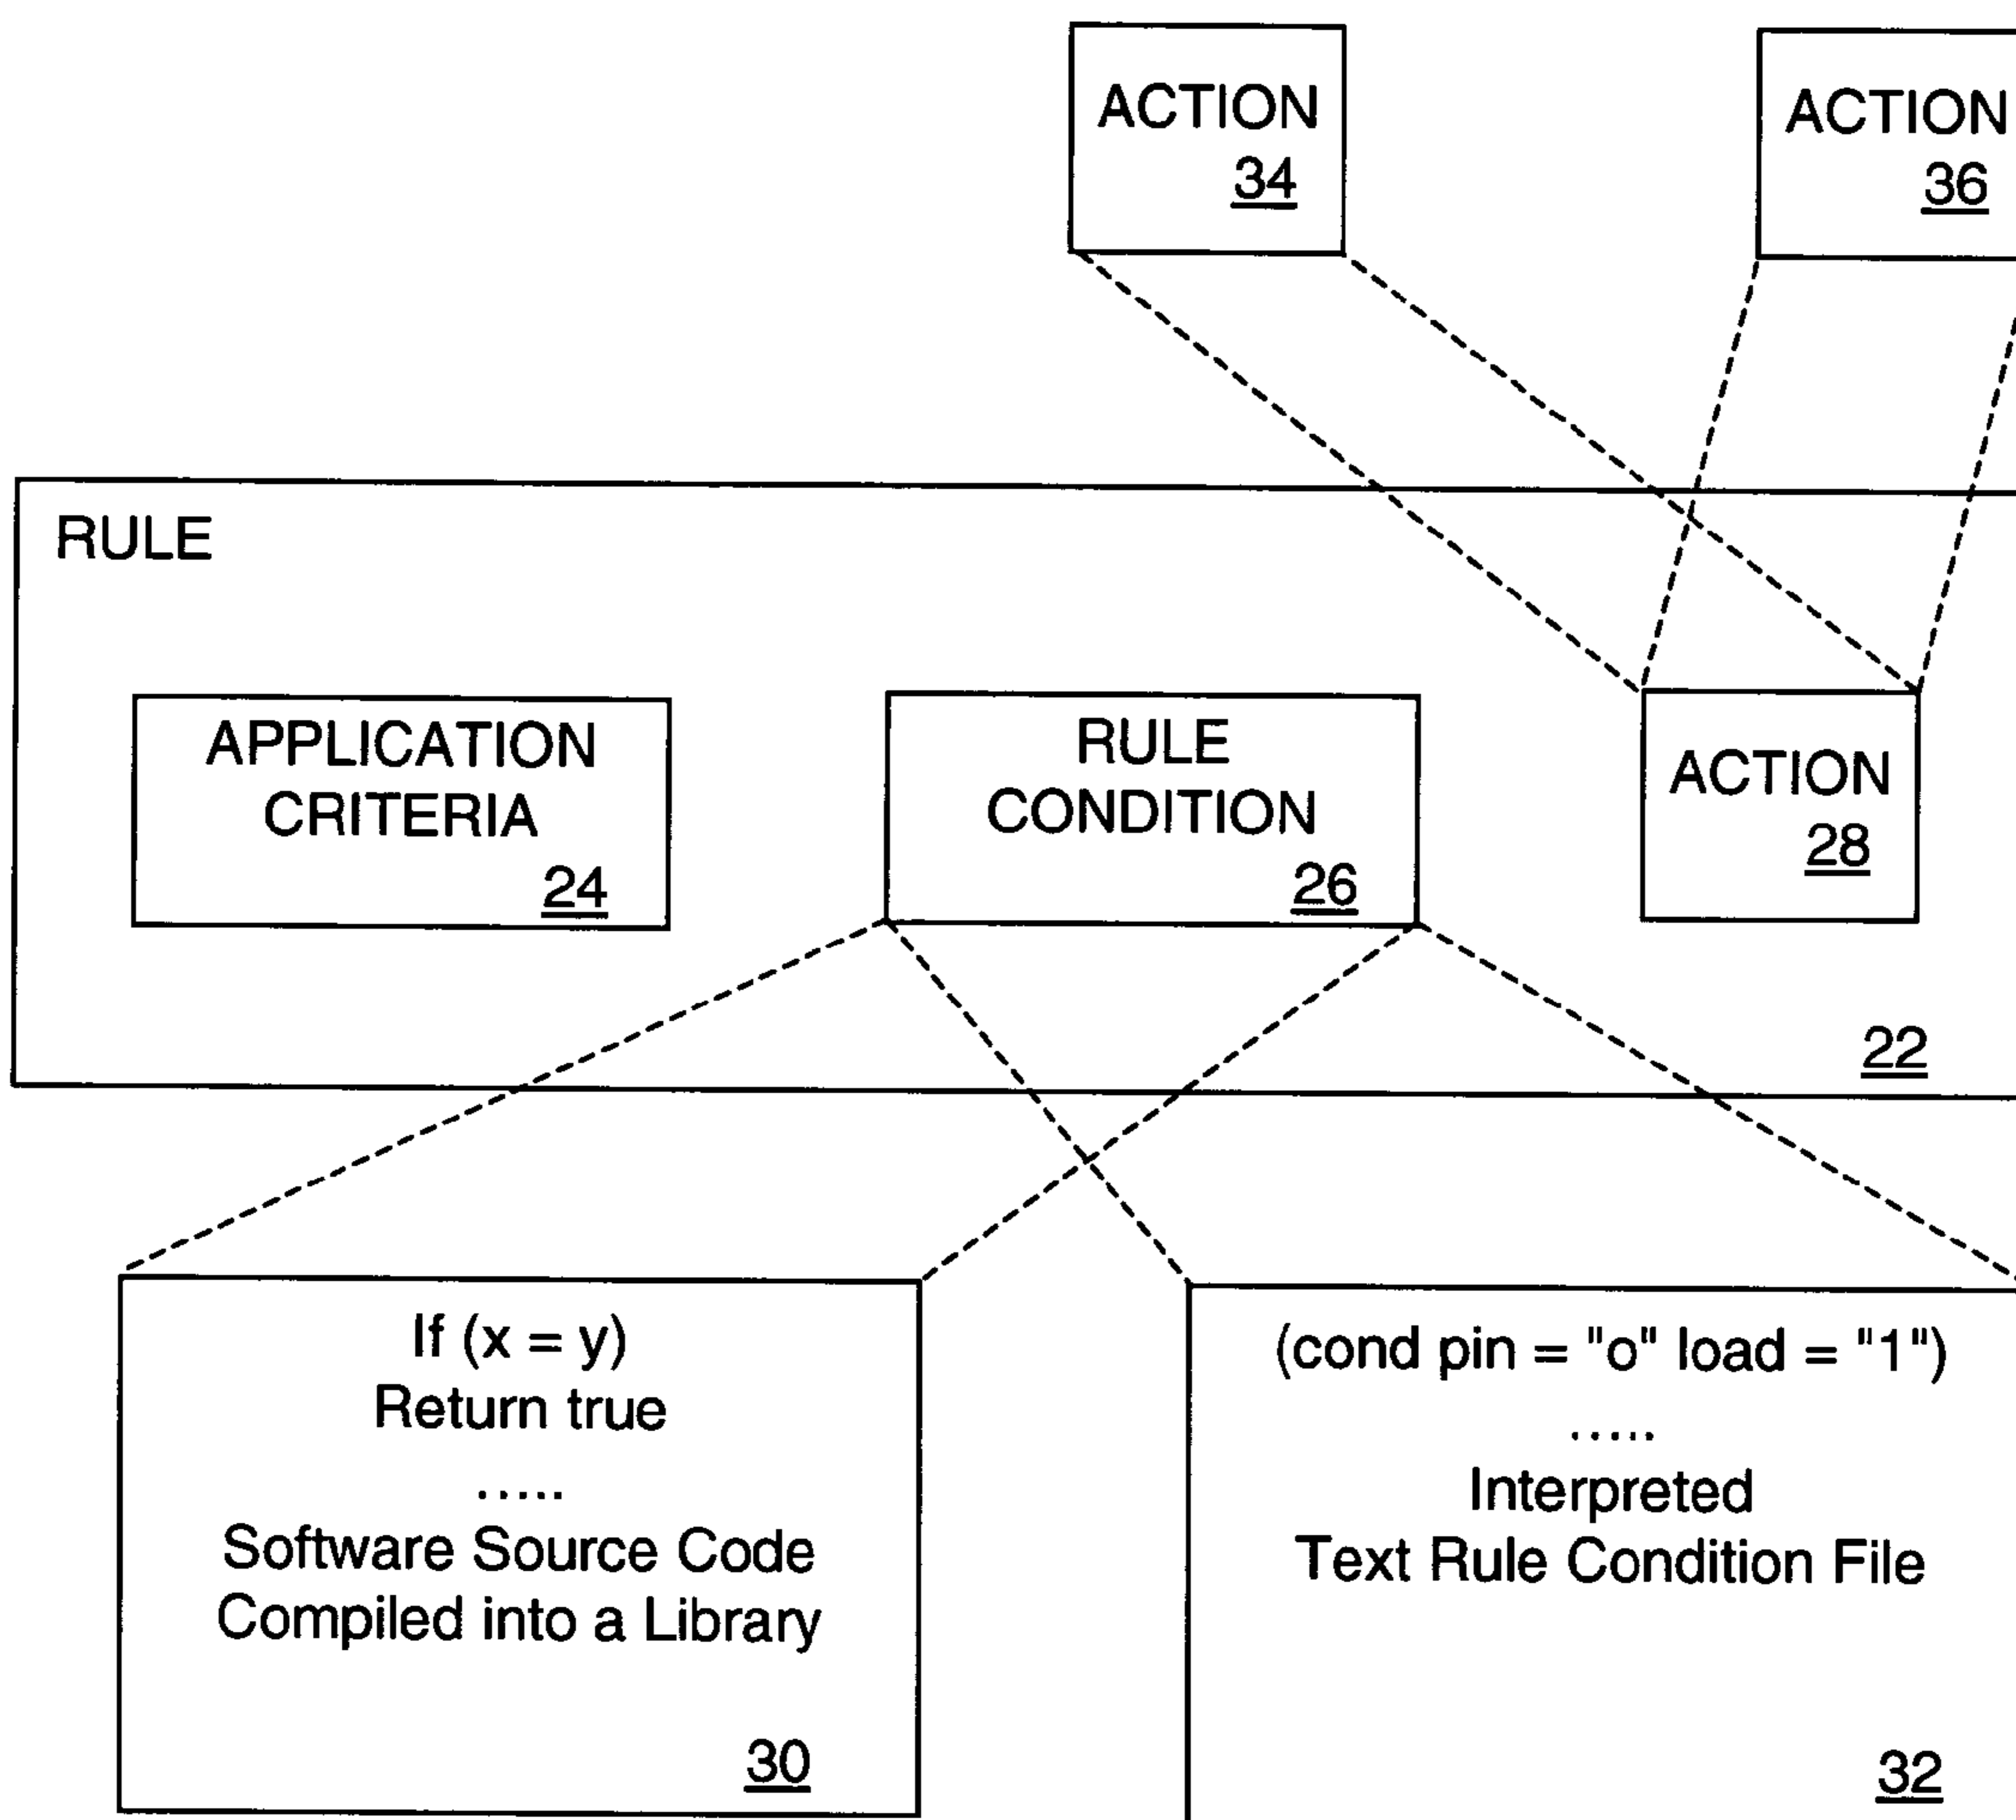 ACTION
34
ACTION
36
RULE
APPLICATION
CRITERIA
24
RULE
CONDITION
26
ACTION
28
22
If (x = y)
Return true
.....
Software Source Code
Compiled into a Library
30
(cond pin = "o" load = "1")
.....
Interpreted
Text Rule Condition File
32